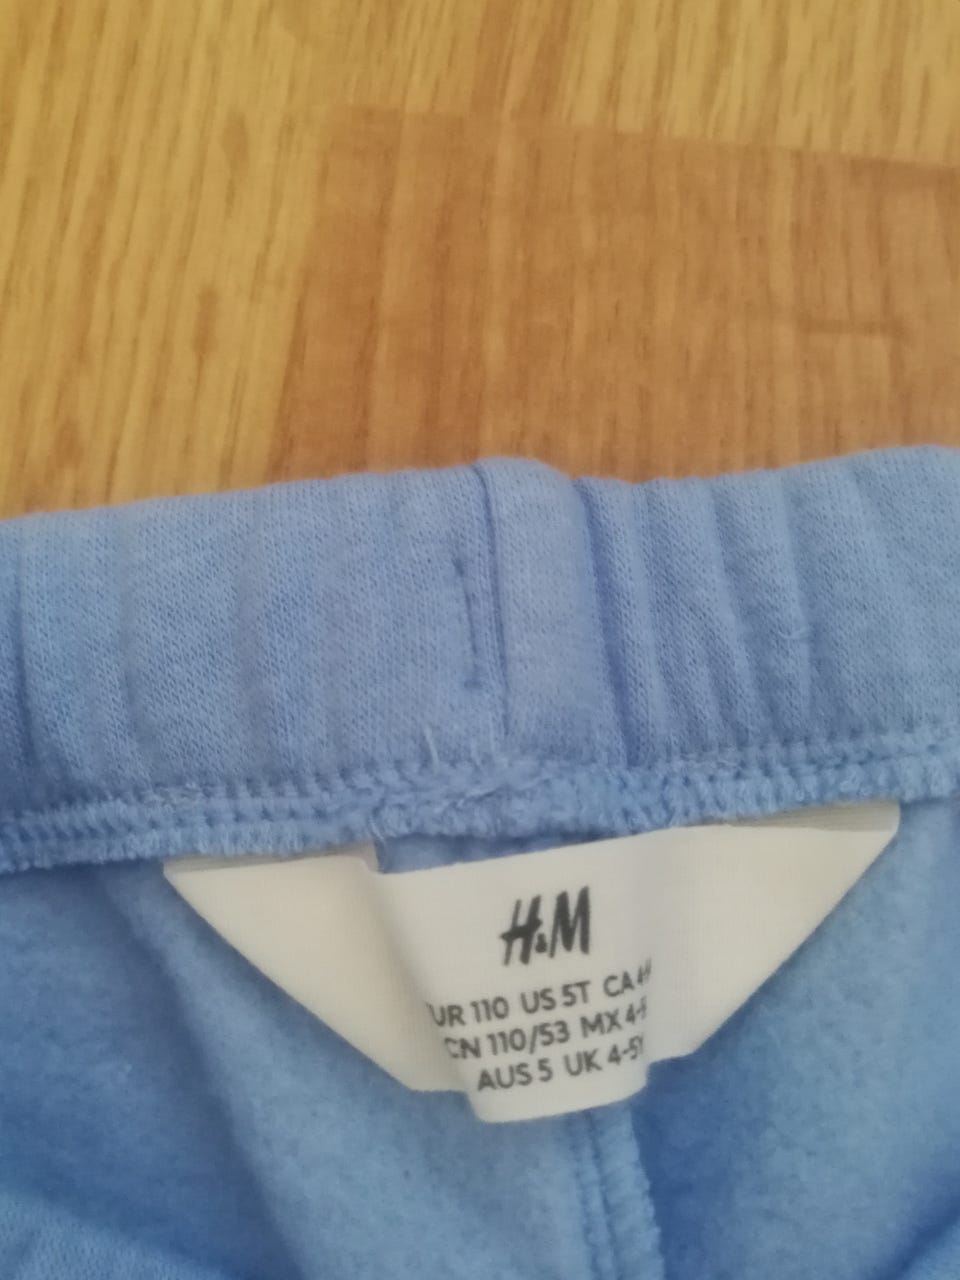 H&M
UR 110 US 5T CA
CN 110/53 MX 4-
AUS 5 UK 4-5Y